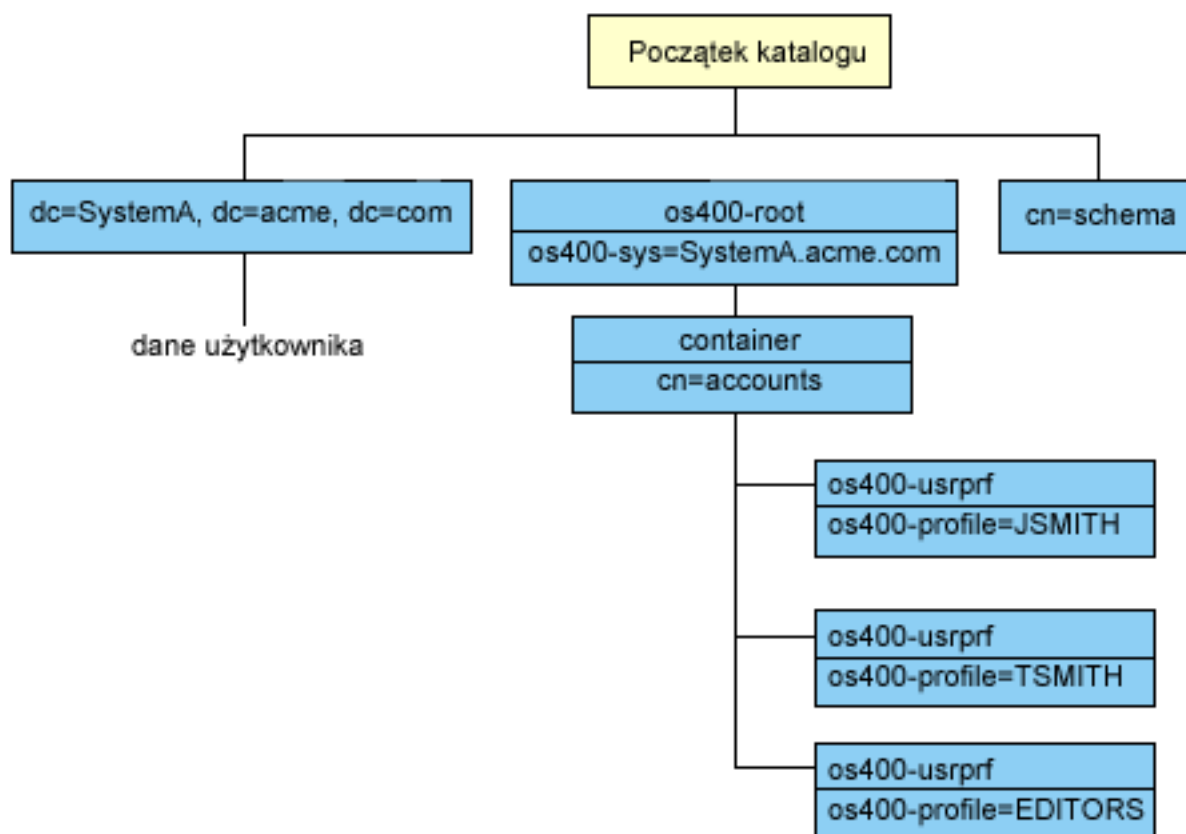 Początek katalogu
dc=SystemA, dc=acme, dc=com
os400-root
os400-sys=SystemA.acme.com
cn=schema
dane użytkownika
container
cn=accounts
os400-usrprf
os400-profile=JSMITH
os400-usrprf
os400-profile=TSMITH
os400-usrprf
os400-profile=EDITORS